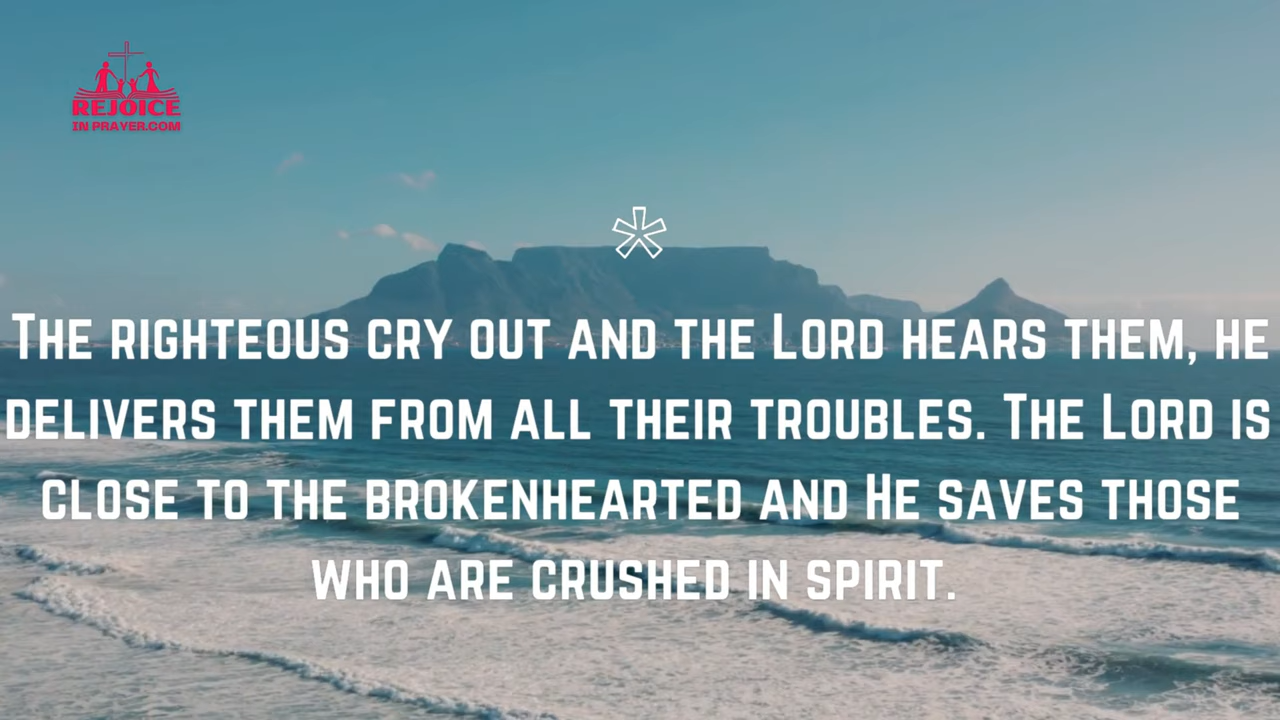 REJOICE
IN PRAYER.COM
The righteous cry out and the Lord hears them, he
delivers them from all their troubles. The Lord is
close to the brokenhearted and He saves those
who are crushed in spirit.